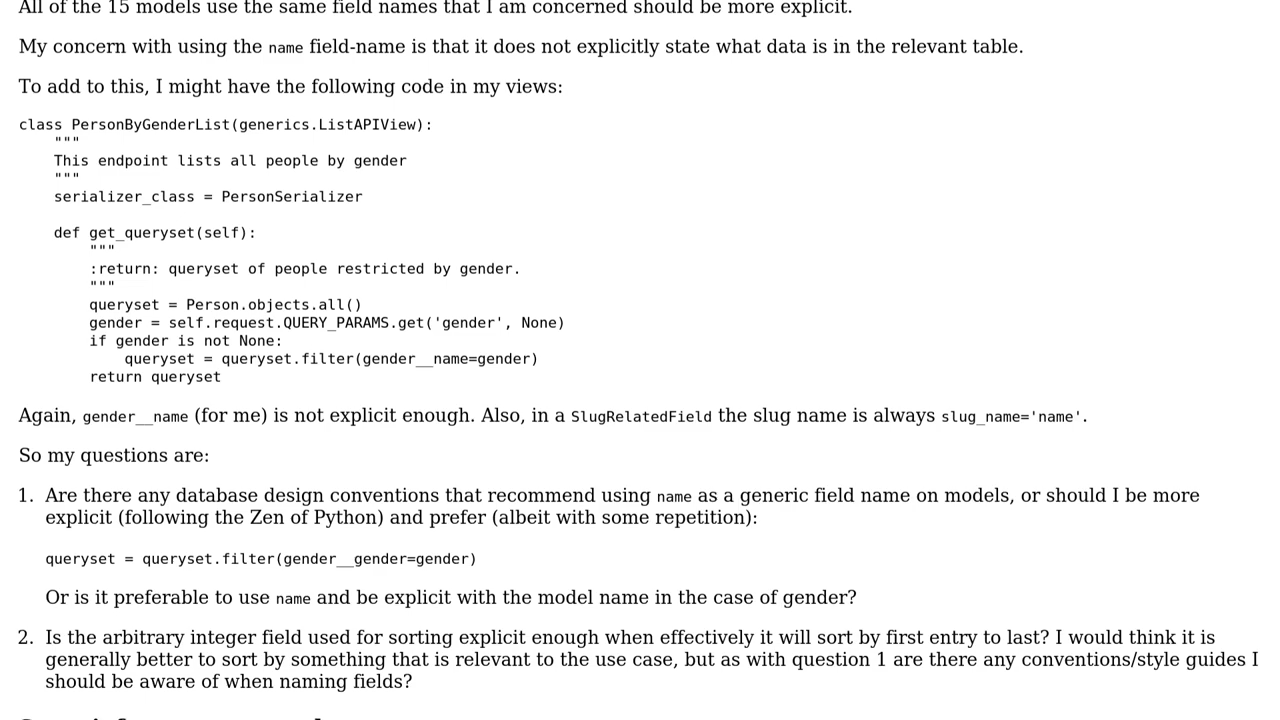 All of the 15 models use the same field names that I am concerned should be more explicit.
My concern with using the name field-name is that it does not explicitly state what data is in the relevant table.
To add to this, I might have the following code in my views:
class PersonByGenderList(generics.ListAPIView):
    """
    This endpoint lists all people by gender
    """
    serializer_class = PersonSerializer
    def get_queryset(self):
        """
        :return: queryset of people restricted by gender.
        """
        queryset = Person.objects.all()
        gender = self.request.QUERY_PARAMS.get('gender', None)
        if gender is not None:
            queryset = queryset.filter(gender__name=gender)
        return queryset
Again, gender__name (for me) is not explicit enough. Also, in a SlugRelatedField the slug name is always slug_name='name'.
So my questions are:
1. Are there any database design conventions that recommend using name as a generic field name on models, or should I be more
explicit (following the Zen of Python) and prefer (albeit with some repetition):
queryset = queryset.filter(gender__gender=gender)
Or is it preferable to use name and be explicit with the model name in the case of gender?
2. Is the arbitrary integer field used for sorting explicit enough when effectively it will sort by first entry to last? I would think it is
generally better to sort by something that is relevant to the use case, but as with question 1 are there any conventions/style guides I
should be aware of when naming fields?